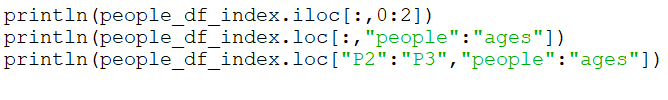 println(people_df_index.iloc[:,0:2])
println(people_df_index.loc[:,"people":"ages"])
println(people_df_index.loc["P2":"P3","people":"ages"])